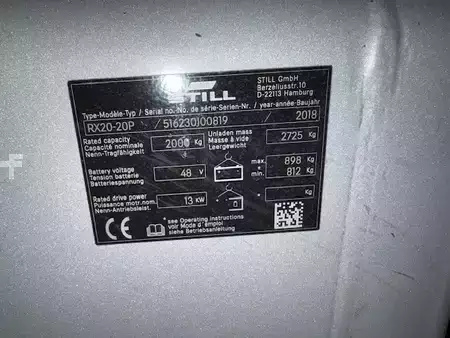 STILL
STILL GmbH
Berzeliusstr.10
D-22113 Hamburg
Type-Modèle-Typ / Serial no.-No. de série-Serien-Nr. / year-année-Baujahr
RX20-20P / 516230J00819 / 2018
Rated capacity
Capacité nominale
Nenn-Tragfähigkeit
2000 Kg
Unladen mass
Masse à vide
Leergewicht
2725 Kg
Battery voltage
Tension batterie
Batteriespannung
48 V
max. 898 Kg
min. 812 Kg
Rated drive power
Puissance motr.nom.
Nenn-Antriebsleist.
13 KW
* Kg
CE
*see Operating Instructions
voir Mode d'emploi
siehe Betriebsanleitung